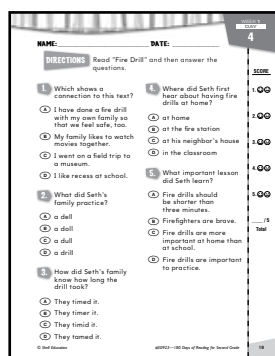 WEEK 1
DAY
4
NAME: DATE:
DIRECTIONS Read "Fire Drill" and then answer the
questions.
1. Which shows a
connection to this text?
A I have done a fire drill
with my own family so
that we feel safe, too.
B My family likes to watch
movies together.
C I went on a field trip to
a museum.
D I like recess at school.
2. What did Seth's
family practice?
A a dell
B a doll
C a dull
D a drill
3. How did Seth's family
know how long the
drill took?
A They timed it.
B They timer it.
C They timid it.
D They tamed it.
4. Where did Seth first
hear about having fire
drills at home?
A at home
B at the fire station
C at his neighbor's house
D in the classroom
5. What important lesson
did Seth learn?
A Fire drills should
be shorter than
three minutes.
B Firefighters are brave.
C Fire drills are more
important at home than
at school.
D Fire drills are important
to practice.
SCORE
1.
2.
3.
4.
5.
/ 5
Total
© Shell Education
#50923—180 Days of Reading for Second Grade